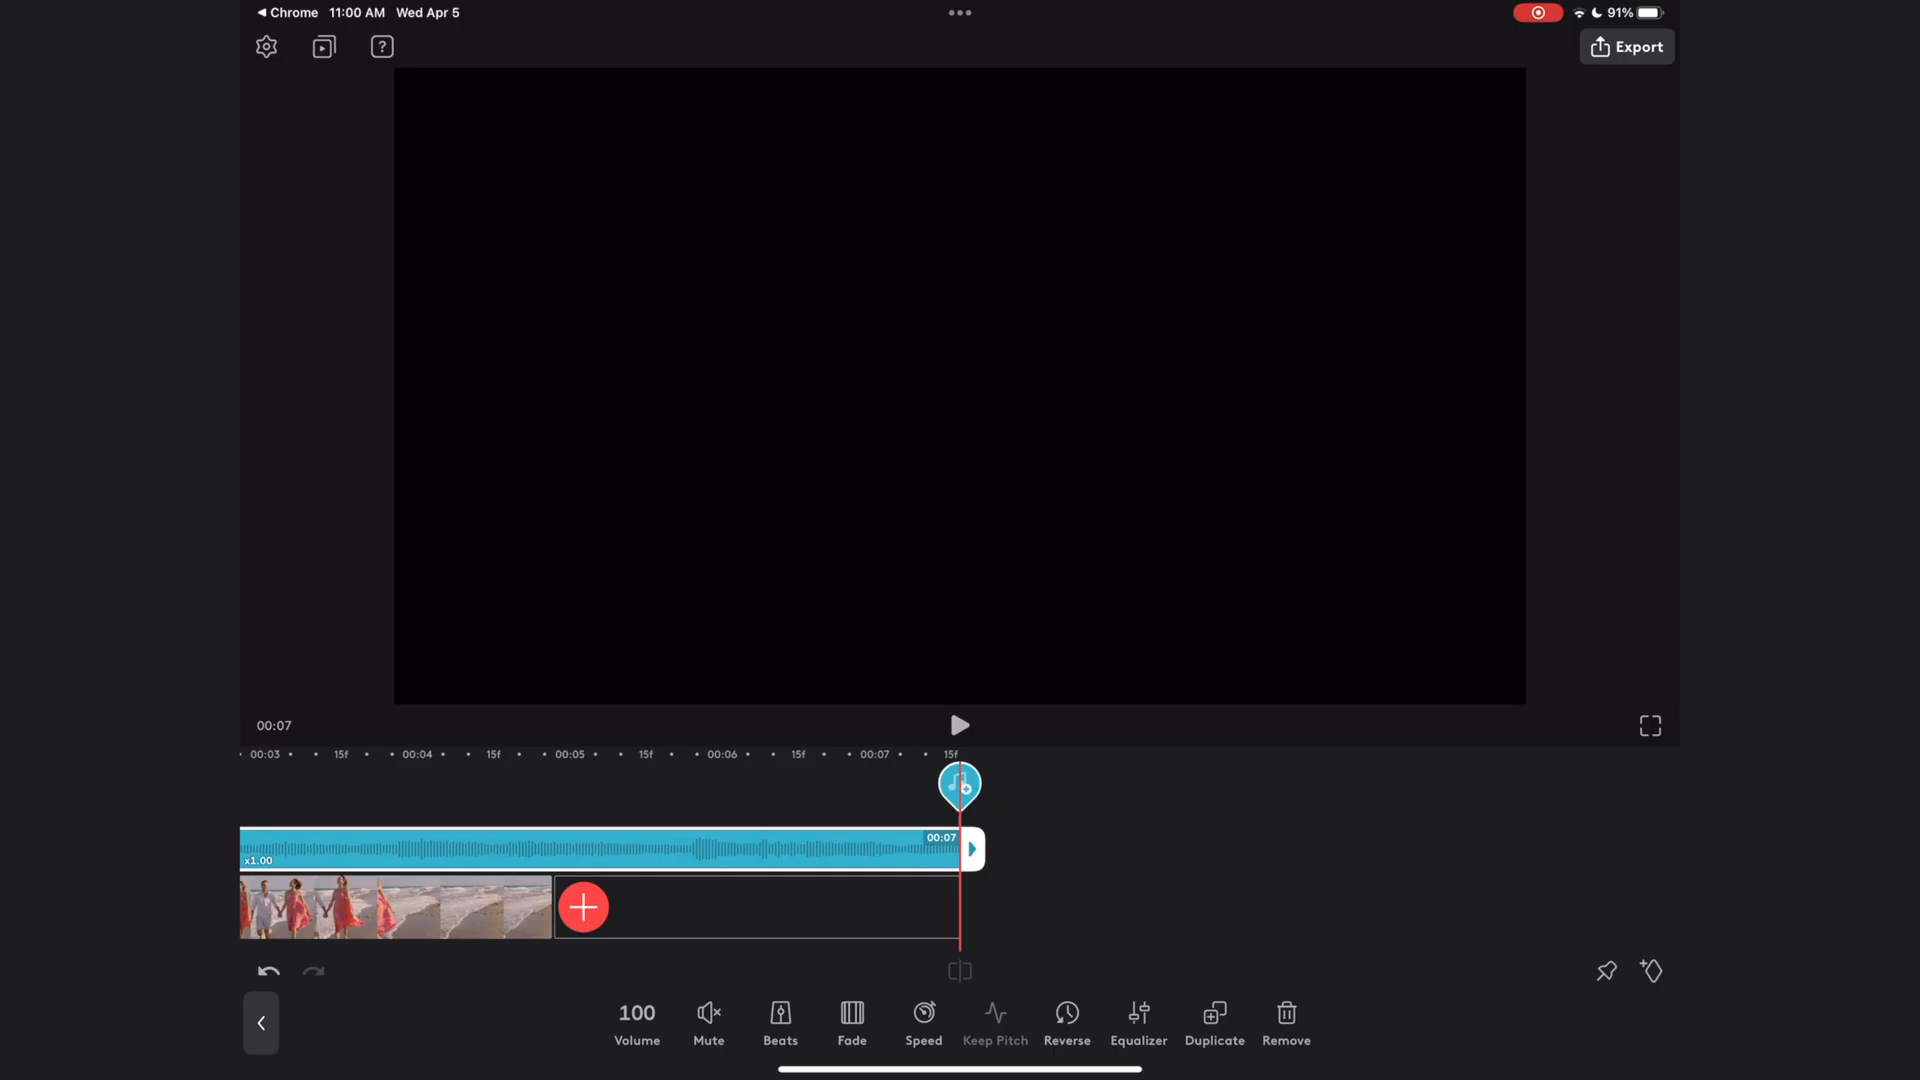 Chrome 11:00 AM Wed Apr 5
91%
?
Export
00:07
00:03 15f 00:04 15f 00:05 15f 00:06 15f 00:07 15f
00:07
x1.00
100
Volume Mute Beats Fade Speed Keep Pitch Reverse Equalizer Duplicate Remove